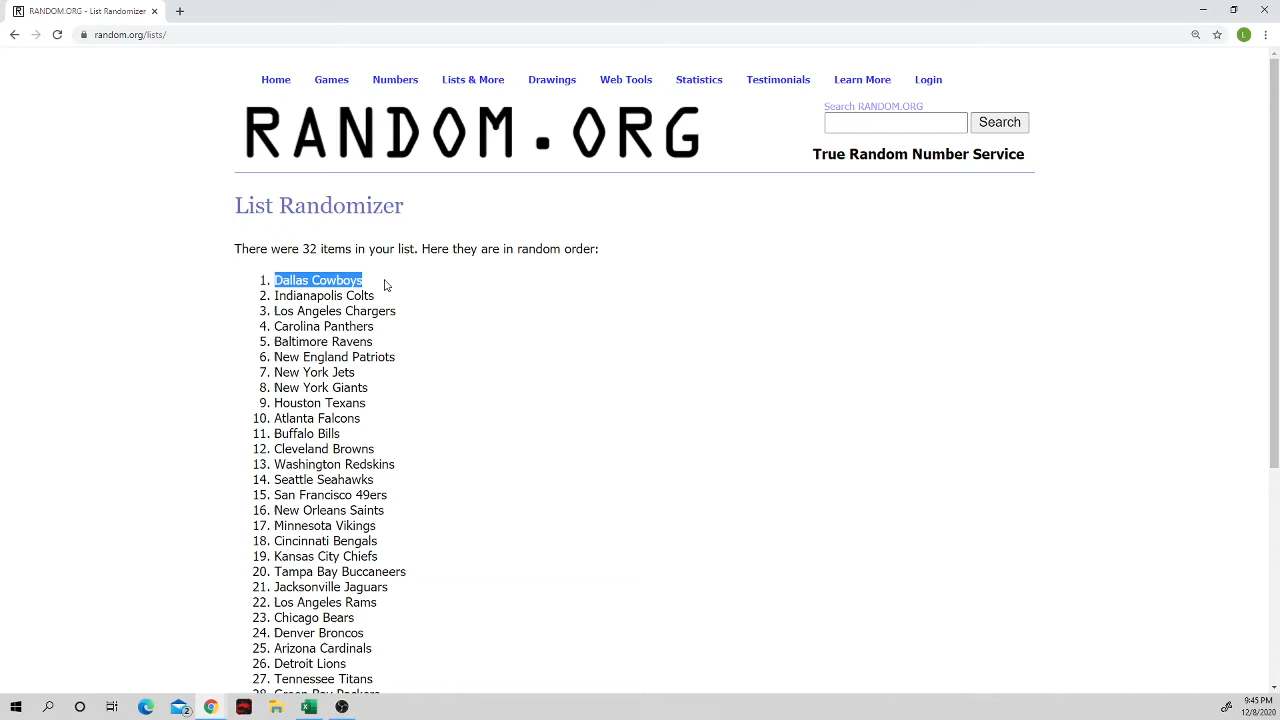 RANDOM.ORG - List Randomizer
random.org/lists/
L
Home Games Numbers Lists & More Drawings Web Tools Statistics Testimonials Learn More Login
RANDOM.ORG
Search RANDOM.ORG
Search
True Random Number Service
List Randomizer
There were 32 items in your list. Here they are in random order:
1. Dallas Cowboys
2. Indianapolis Colts
3. Los Angeles Chargers
4. Carolina Panthers
5. Baltimore Ravens
6. New England Patriots
7. New York Jets
8. New York Giants
9. Houston Texans
10. Atlanta Falcons
11. Buffalo Bills
12. Cleveland Browns
13. Washington Redskins
14. Seattle Seahawks
15. San Francisco 49ers
16. New Orleans Saints
17. Minnesota Vikings
18. Cincinnati Bengals
19. Kansas City Chiefs
20. Tampa Bay Buccaneers
21. Jacksonville Jaguars
22. Los Angeles Rams
23. Chicago Bears
24. Denver Broncos
25. Arizona Cardinals
26. Detroit Lions
27. Tennessee Titans
28. Green Bay Packers
2
9:45 PM
12/8/2020